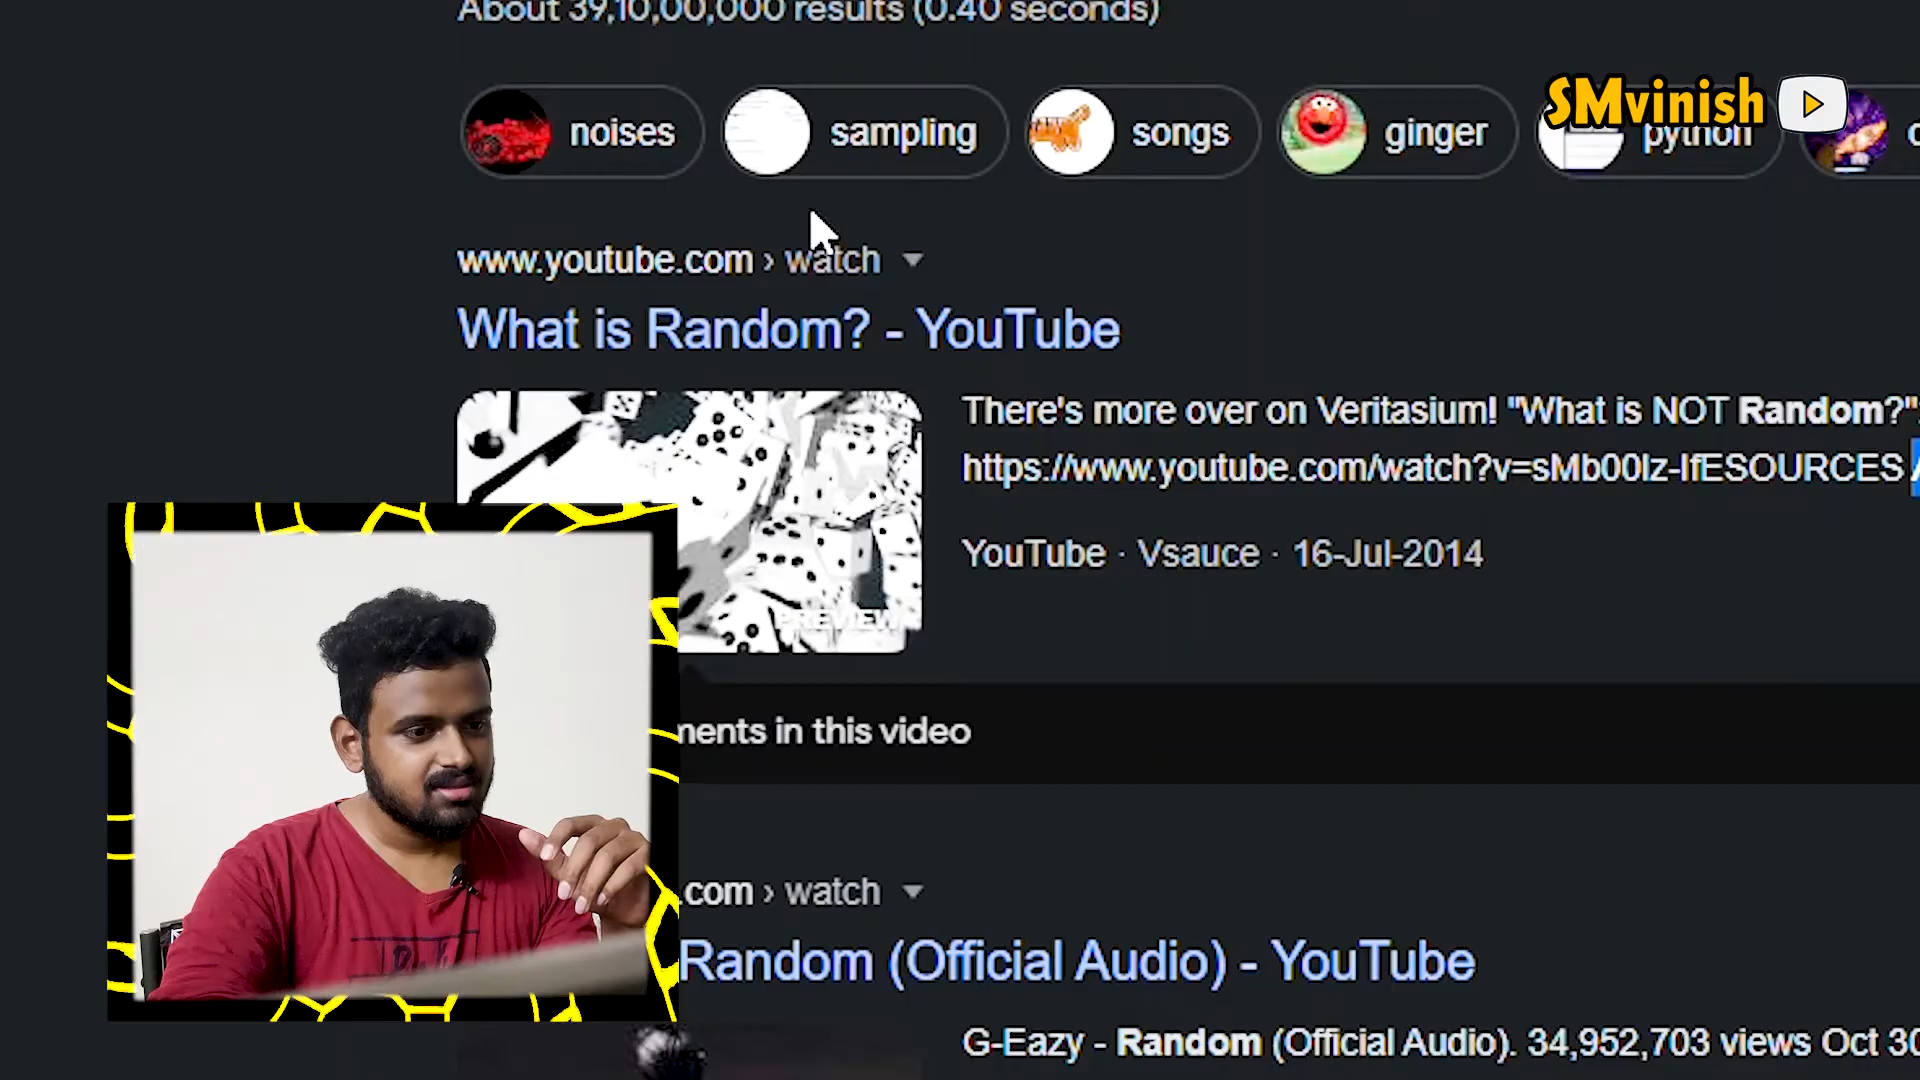 About 39,10,00,000 results (0.40 seconds)
SMvinish
noises
sampling
songs
ginger
python
www.youtube.com › watch
What is Random? - YouTube
There's more over on Veritasium! "What is NOT Random?"
https://www.youtube.com/watch?v=sMb00lz-IfESOURCES
YouTube · Vsauce · 16-Jul-2014
PREVIEW
ments in this video
.com › watch
Random (Official Audio) - YouTube
G-Eazy - Random (Official Audio). 34,952,703 views Oct 30